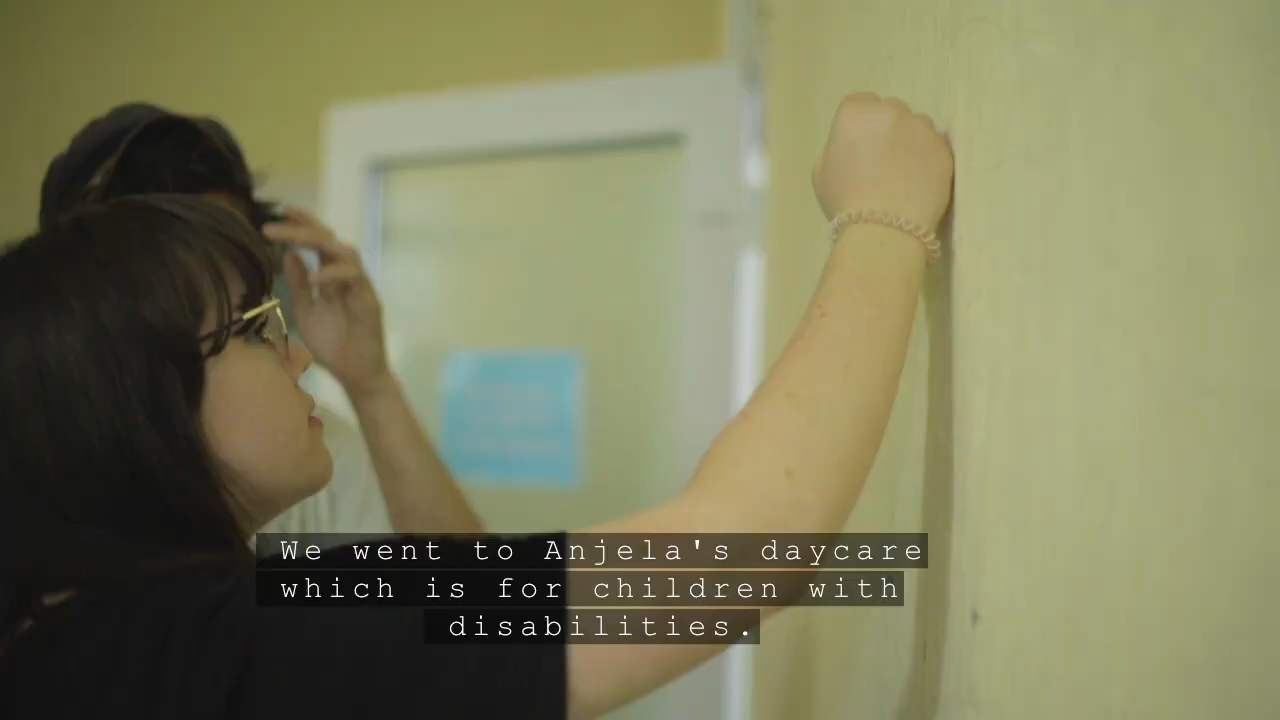 We went to Anjela's daycare
which is for children with
disabilities.